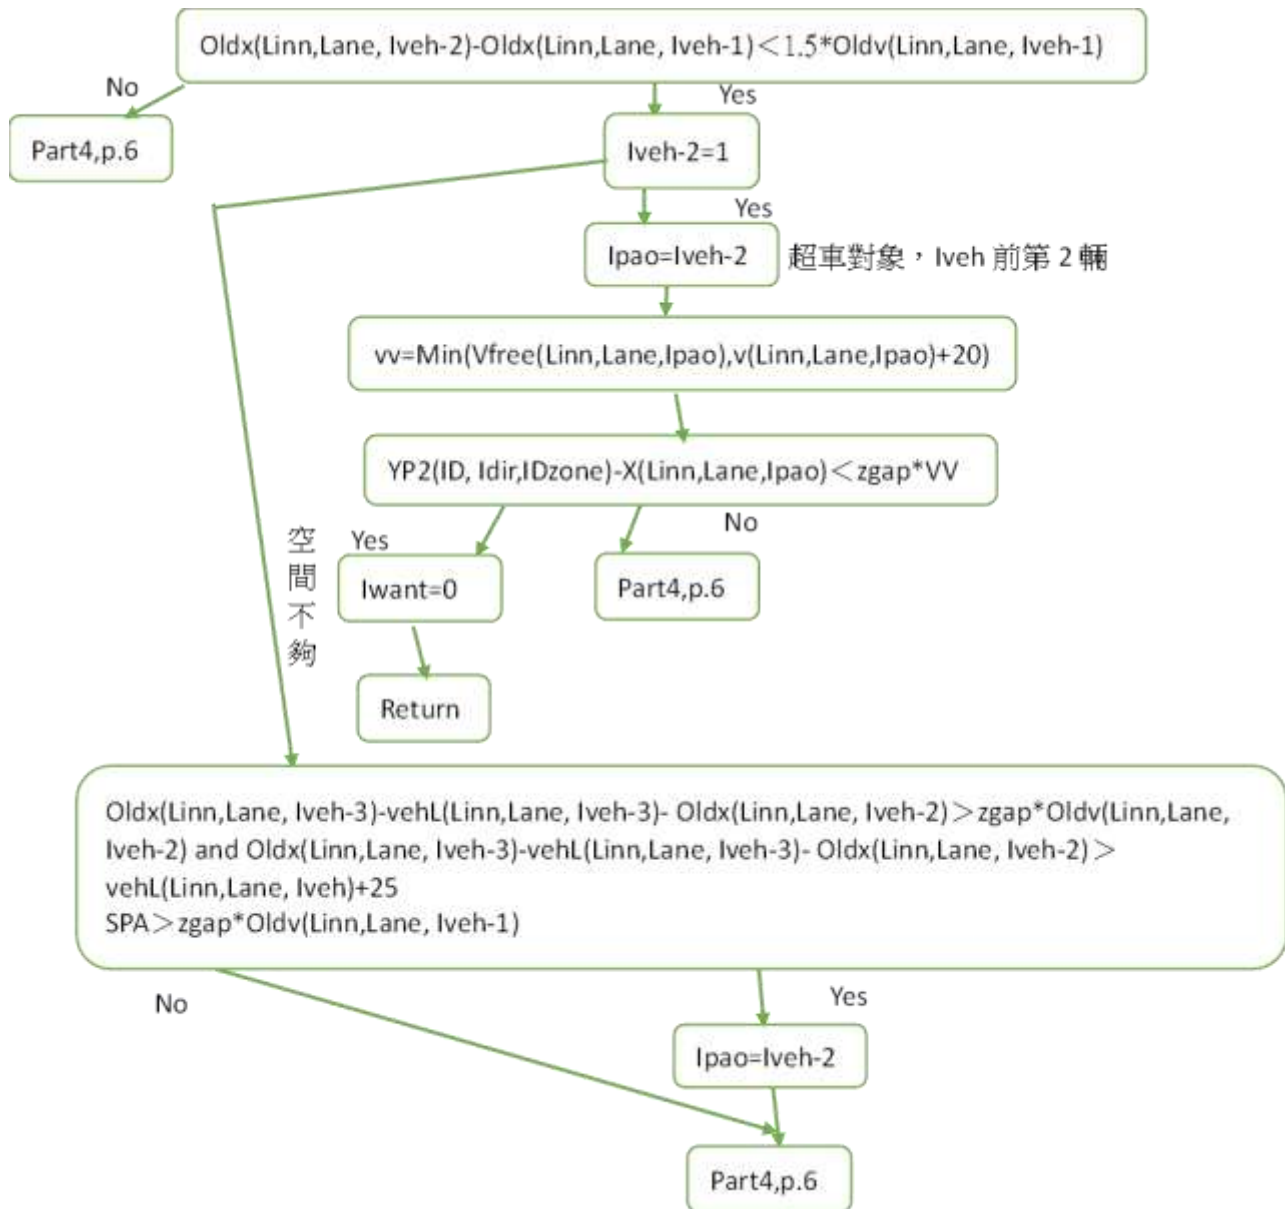 Oldx(Linn,Lane, Iveh-2)-Oldx(Linn,Lane, Iveh-1)＜1.5*Oldv(Linn,Lane, Iveh-1)
No
Yes
Part4,p.6
Iveh-2=1
Yes
Ipao=Iveh-2
超車對象，Iveh 前第 2 輛
vv=Min(Vfree(Linn,Lane,Ipao),v(Linn,Lane,Ipao)+20)
YP2(ID, Idir,IDzone)-X(Linn,Lane,Ipao)＜zgap*VV
No
Yes
空間不夠
Iwant=0
Part4,p.6
Return
Oldx(Linn,Lane, Iveh-3)-vehL(Linn,Lane, Iveh-3)- Oldx(Linn,Lane, Iveh-2)＞zgap*Oldv(Linn,Lane,
Iveh-2) and Oldx(Linn,Lane, Iveh-3)-vehL(Linn,Lane, Iveh-3)- Oldx(Linn,Lane, Iveh-2)＞
vehL(Linn,Lane, Iveh)+25
SPA＞zgap*Oldv(Linn,Lane, Iveh-1)
No
Yes
Ipao=Iveh-2
Part4,p.6